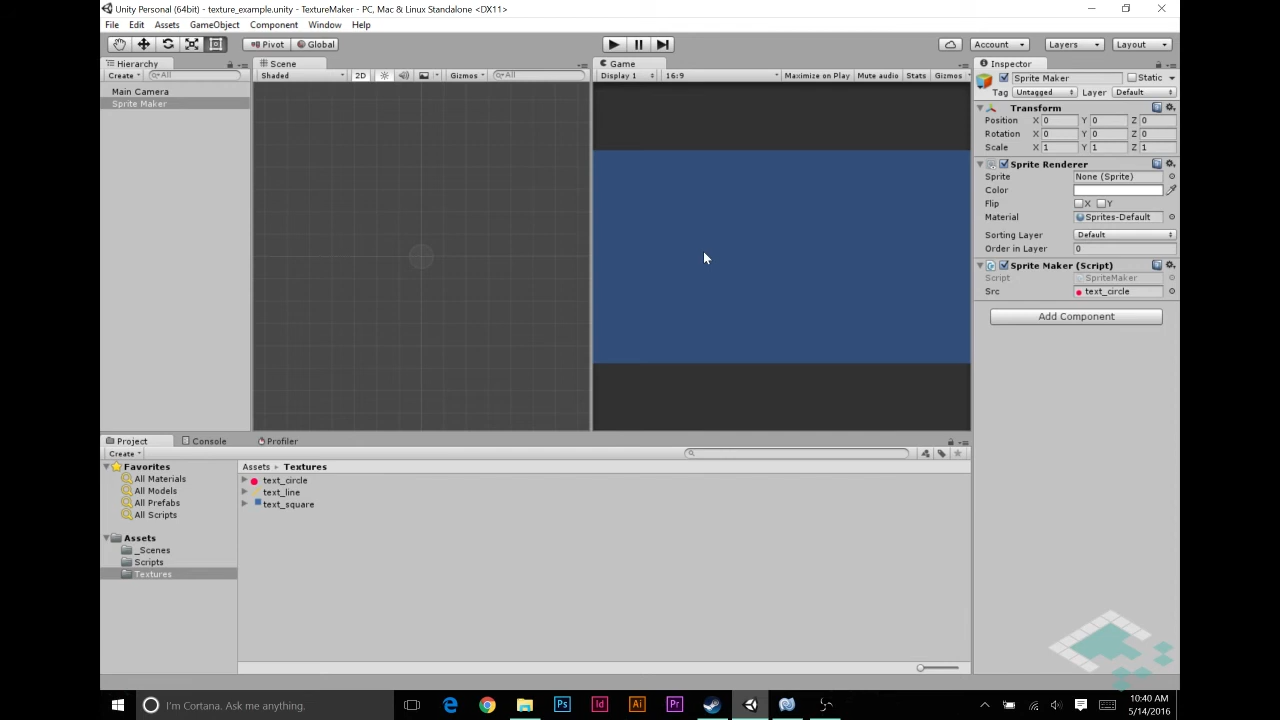 Unity Personal (64bit) - texture_example.unity - TextureMaker - PC, Mac & Linux Standalone <DX11>
File Edit Assets GameObject Component Window Help
Pivot Global Account Layers Layout
Hierarchy Scene Game Inspector
Create All Shaded 2D Gizmos All Display 1 16:9 Maximize on Play Mute audio Stats Gizmos Sprite Maker Static
Main Camera Tag Untagged Layer Default
Sprite Maker Transform
Position X 0 Y 0 Z 0
Rotation X 0 Y 0 Z 0
Scale X 1 Y 1 Z 1
Sprite Renderer
Sprite None (Sprite)
Color
Flip X Y
Material Sprites-Default
Sorting Layer Default
Order in Layer 0
Sprite Maker (Script)
Script SpriteMaker
Src text_circle
Add Component
Project Console Profiler
Create
Favorites Assets Textures
All Materials text_circle
All Models text_line
All Prefabs text_square
All Scripts
Assets
_Scenes
Scripts
Textures
I'm Cortana. Ask me anything. Ps Id Ai Pr 10:40 AM
5/14/2016